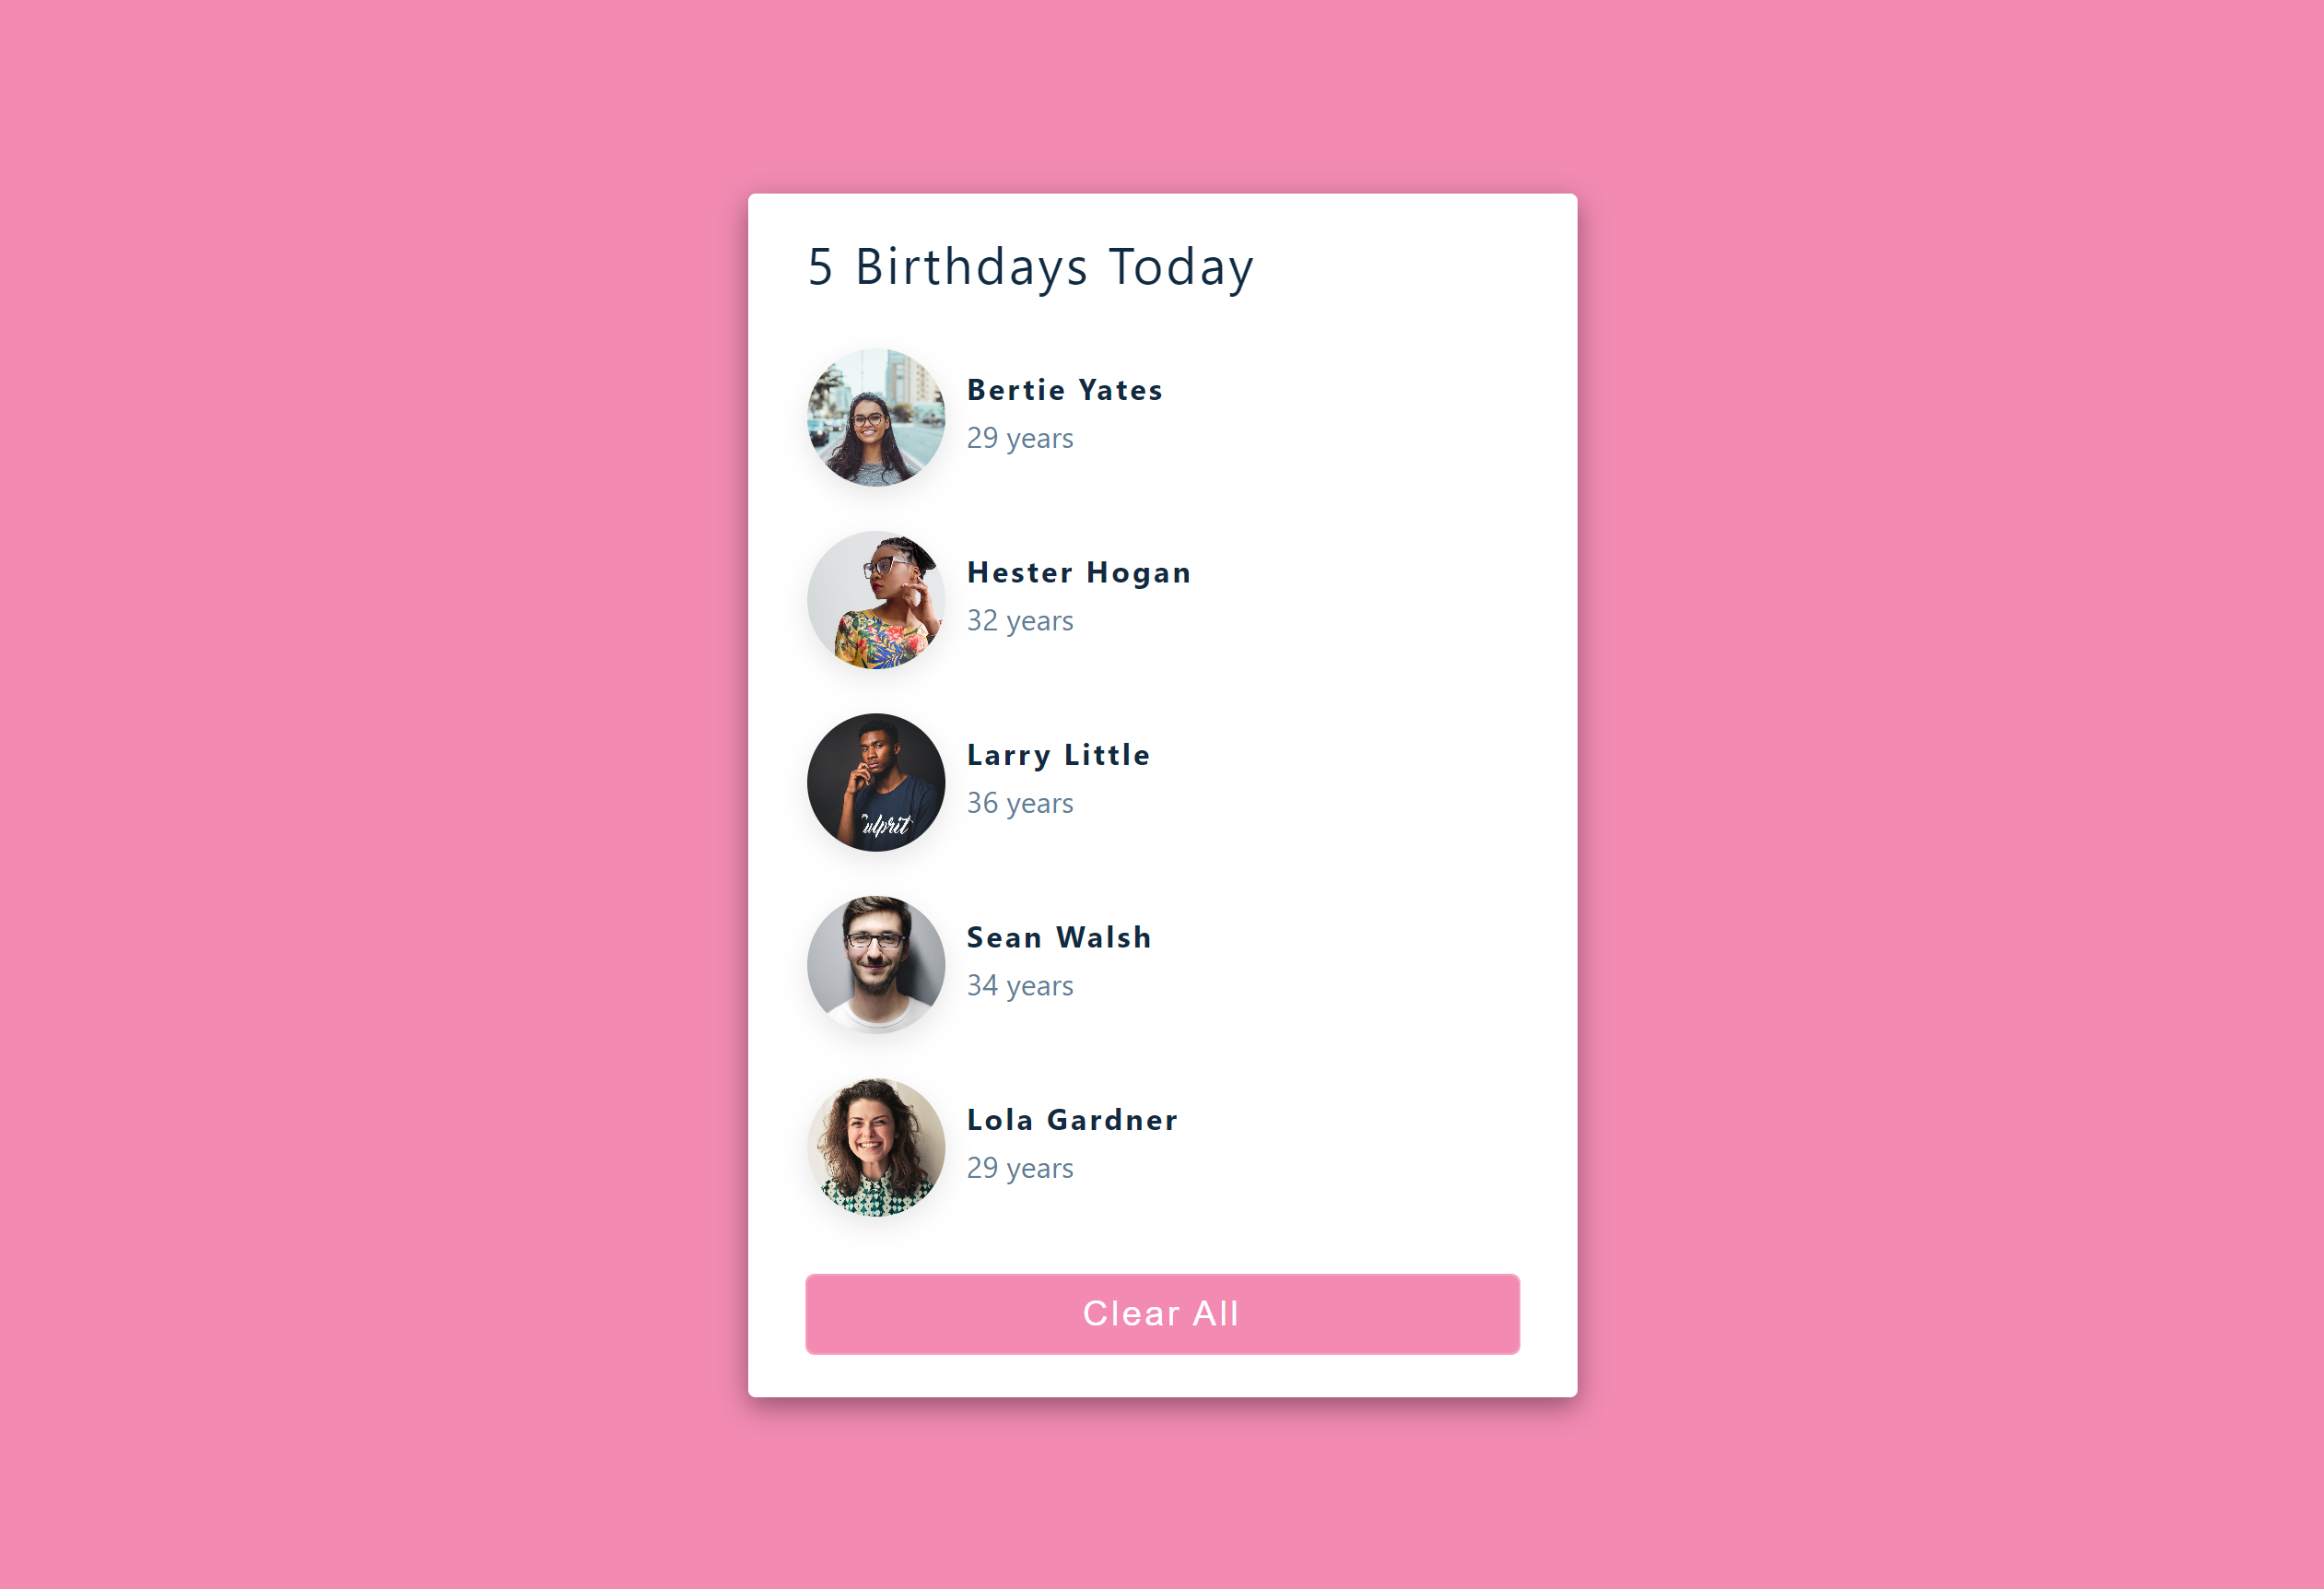 5 Birthdays Today
Bertie Yates
29 years
Hester Hogan
32 years
Larry Little
36 years
ulprit
Sean Walsh
34 years
Lola Gardner
29 years
Clear All